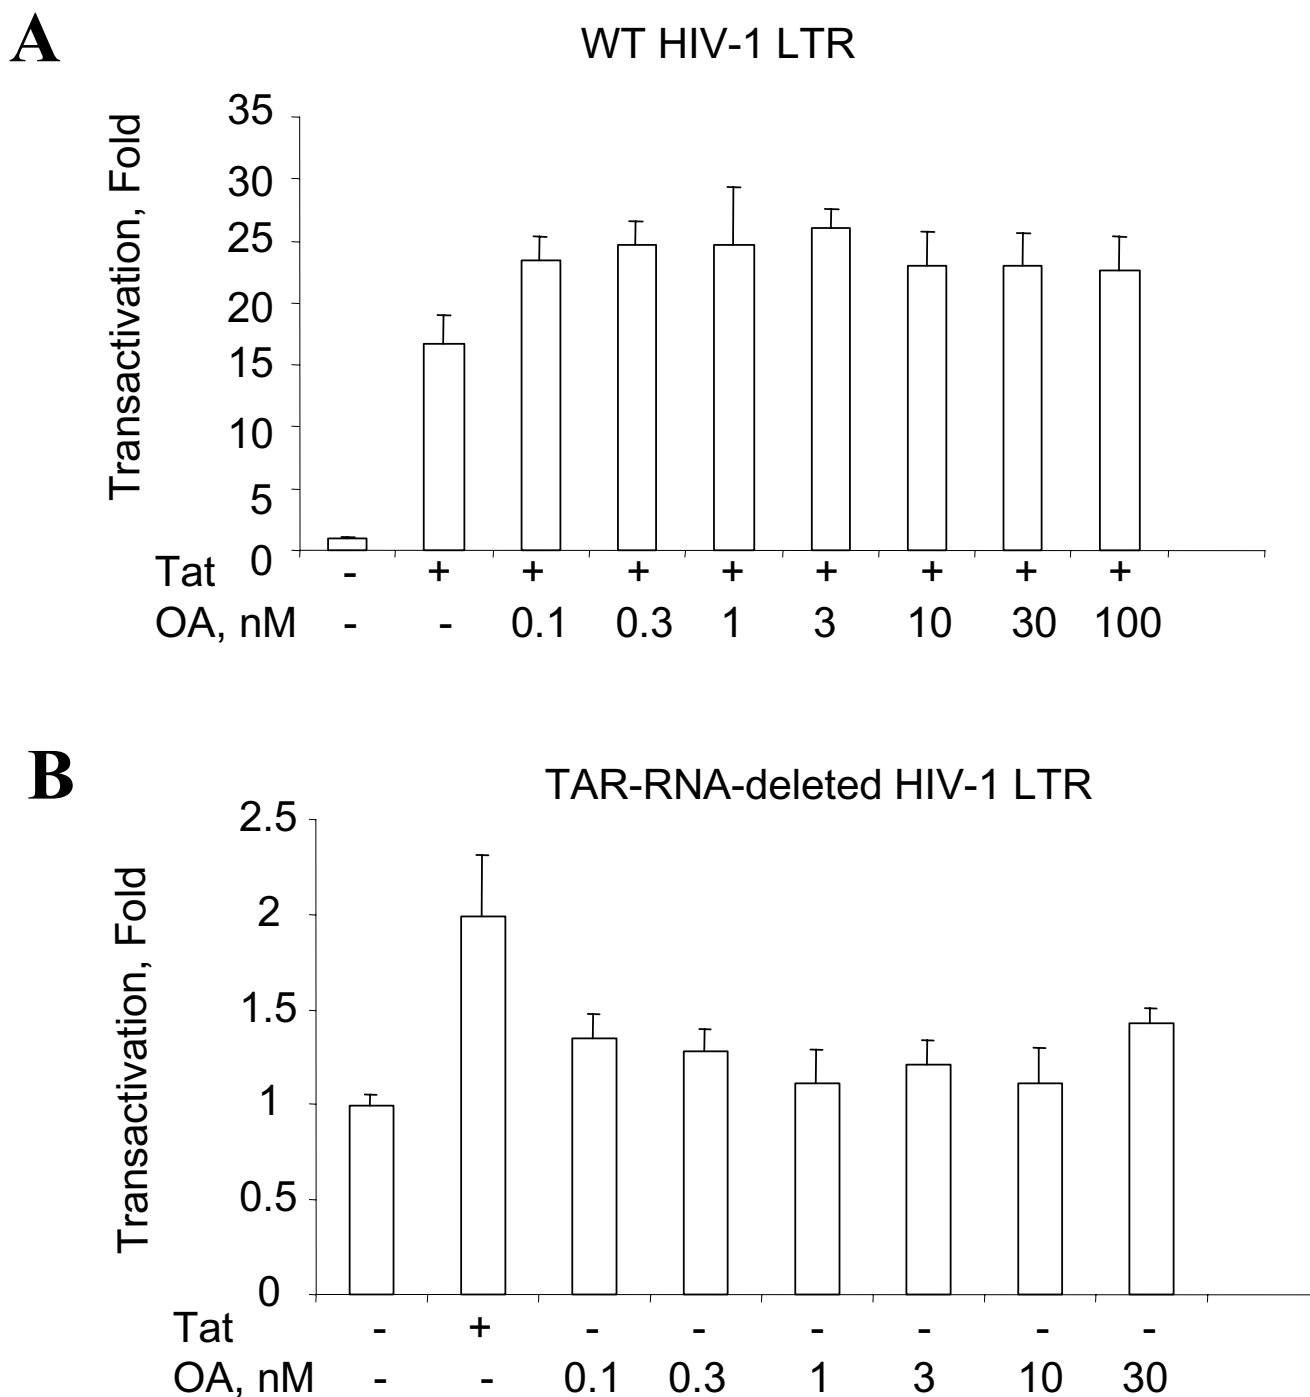 A
WT HIV-1 LTR
Transactivation, Fold
35
30
25
20
15
10
5
0
Tat - + + + + + + + +
OA, nM - - 0.1 0.3 1 3 10 30 100
B
TAR-RNA-deleted HIV-1 LTR
Transactivation, Fold
2.5
2
1.5
1
0.5
0
Tat - + - - - - - -
OA, nM - - 0.1 0.3 1 3 10 30